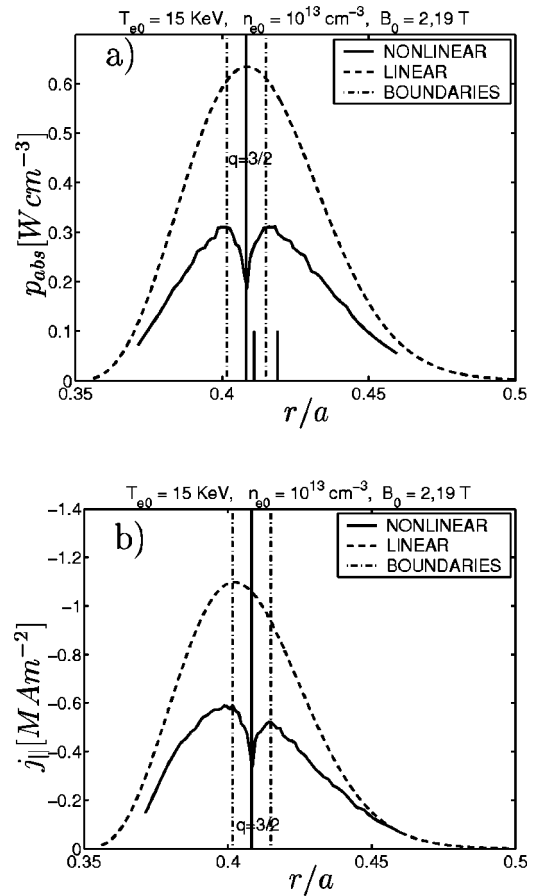 T_e0 = 15 KeV, n_e0 = 10^13 cm^-3, B_0 = 2,19 T
a)
NONLINEAR
LINEAR
BOUNDARIES
0.6
0.5
0.4
0.3
0.2
0.1
0
p_abs[Wcm^-3]
q=3/2
0.35
0.4
0.45
0.5
r/a
T_e0 = 15 KeV, n_e0 = 10^13 cm^-3, B_0 = 2,19 T
b)
NONLINEAR
LINEAR
BOUNDARIES
-1.4
-1.2
-1
-0.8
-0.6
-0.4
-0.2
0
j_||[MAm^-2]
q=3/2
0.35
0.4
0.45
0.5
r/a